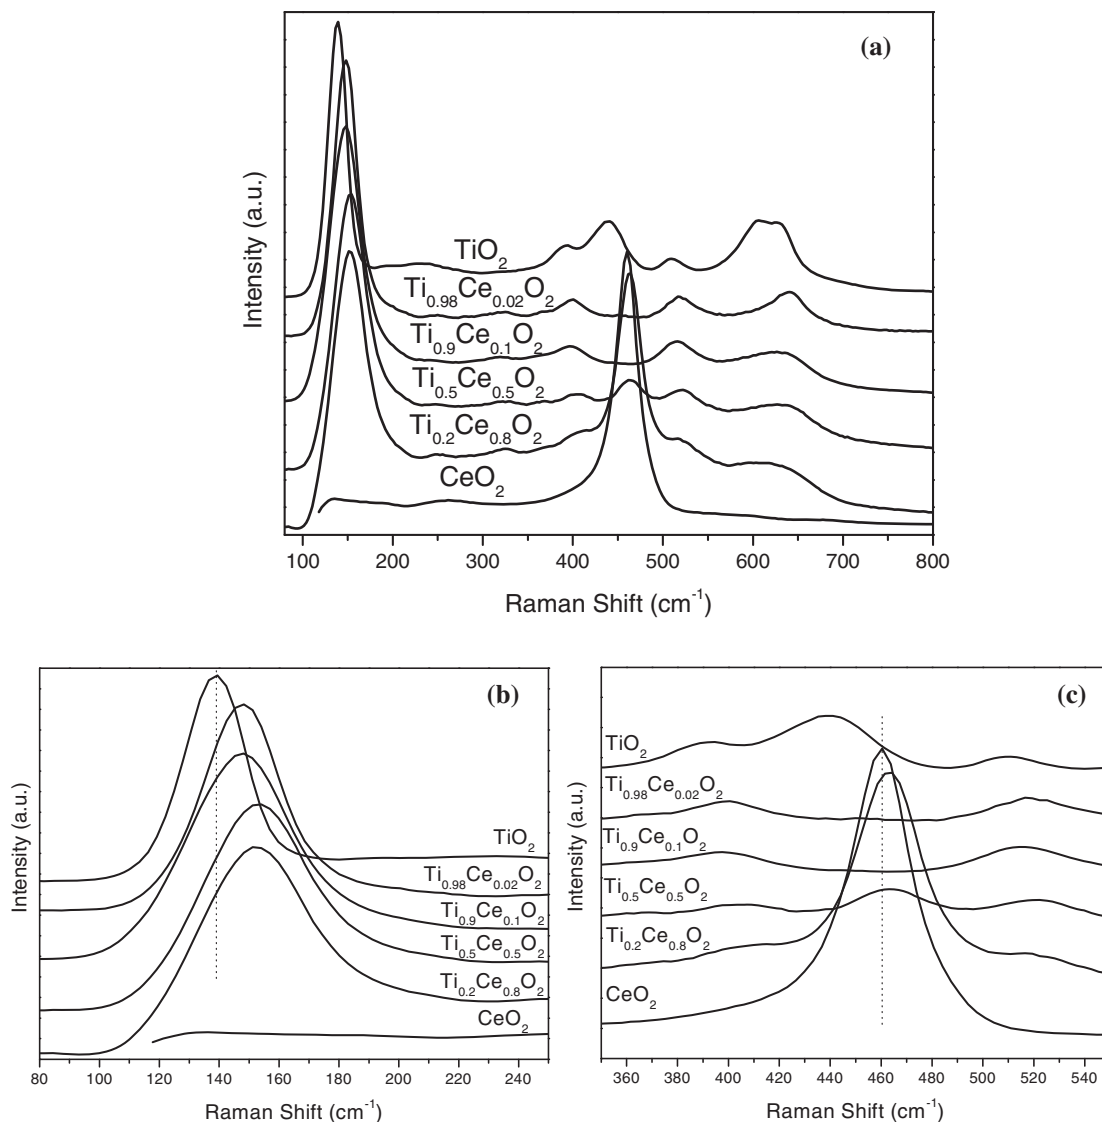 (a)
Intensity (a.u.)
TiO2
Ti0.98Ce0.02O2
Ti0.9Ce0.1O2
Ti0.5Ce0.5O2
Ti0.2Ce0.8O2
CeO2
100 200 300 400 500 600 700 800
Raman Shift (cm-1)
(b)
Intensity (a.u.)
TiO2
Ti0.98Ce0.02O2
Ti0.9Ce0.1O2
Ti0.5Ce0.5O2
Ti0.2Ce0.8O2
CeO2
80 100 120 140 160 180 200 220 240
Raman Shift (cm-1)
(c)
Intensity (a.u.)
TiO2
Ti0.98Ce0.02O2
Ti0.9Ce0.1O2
Ti0.5Ce0.5O2
Ti0.2Ce0.8O2
CeO2
360 380 400 420 440 460 480 500 520 540
Raman Shift (cm-1)